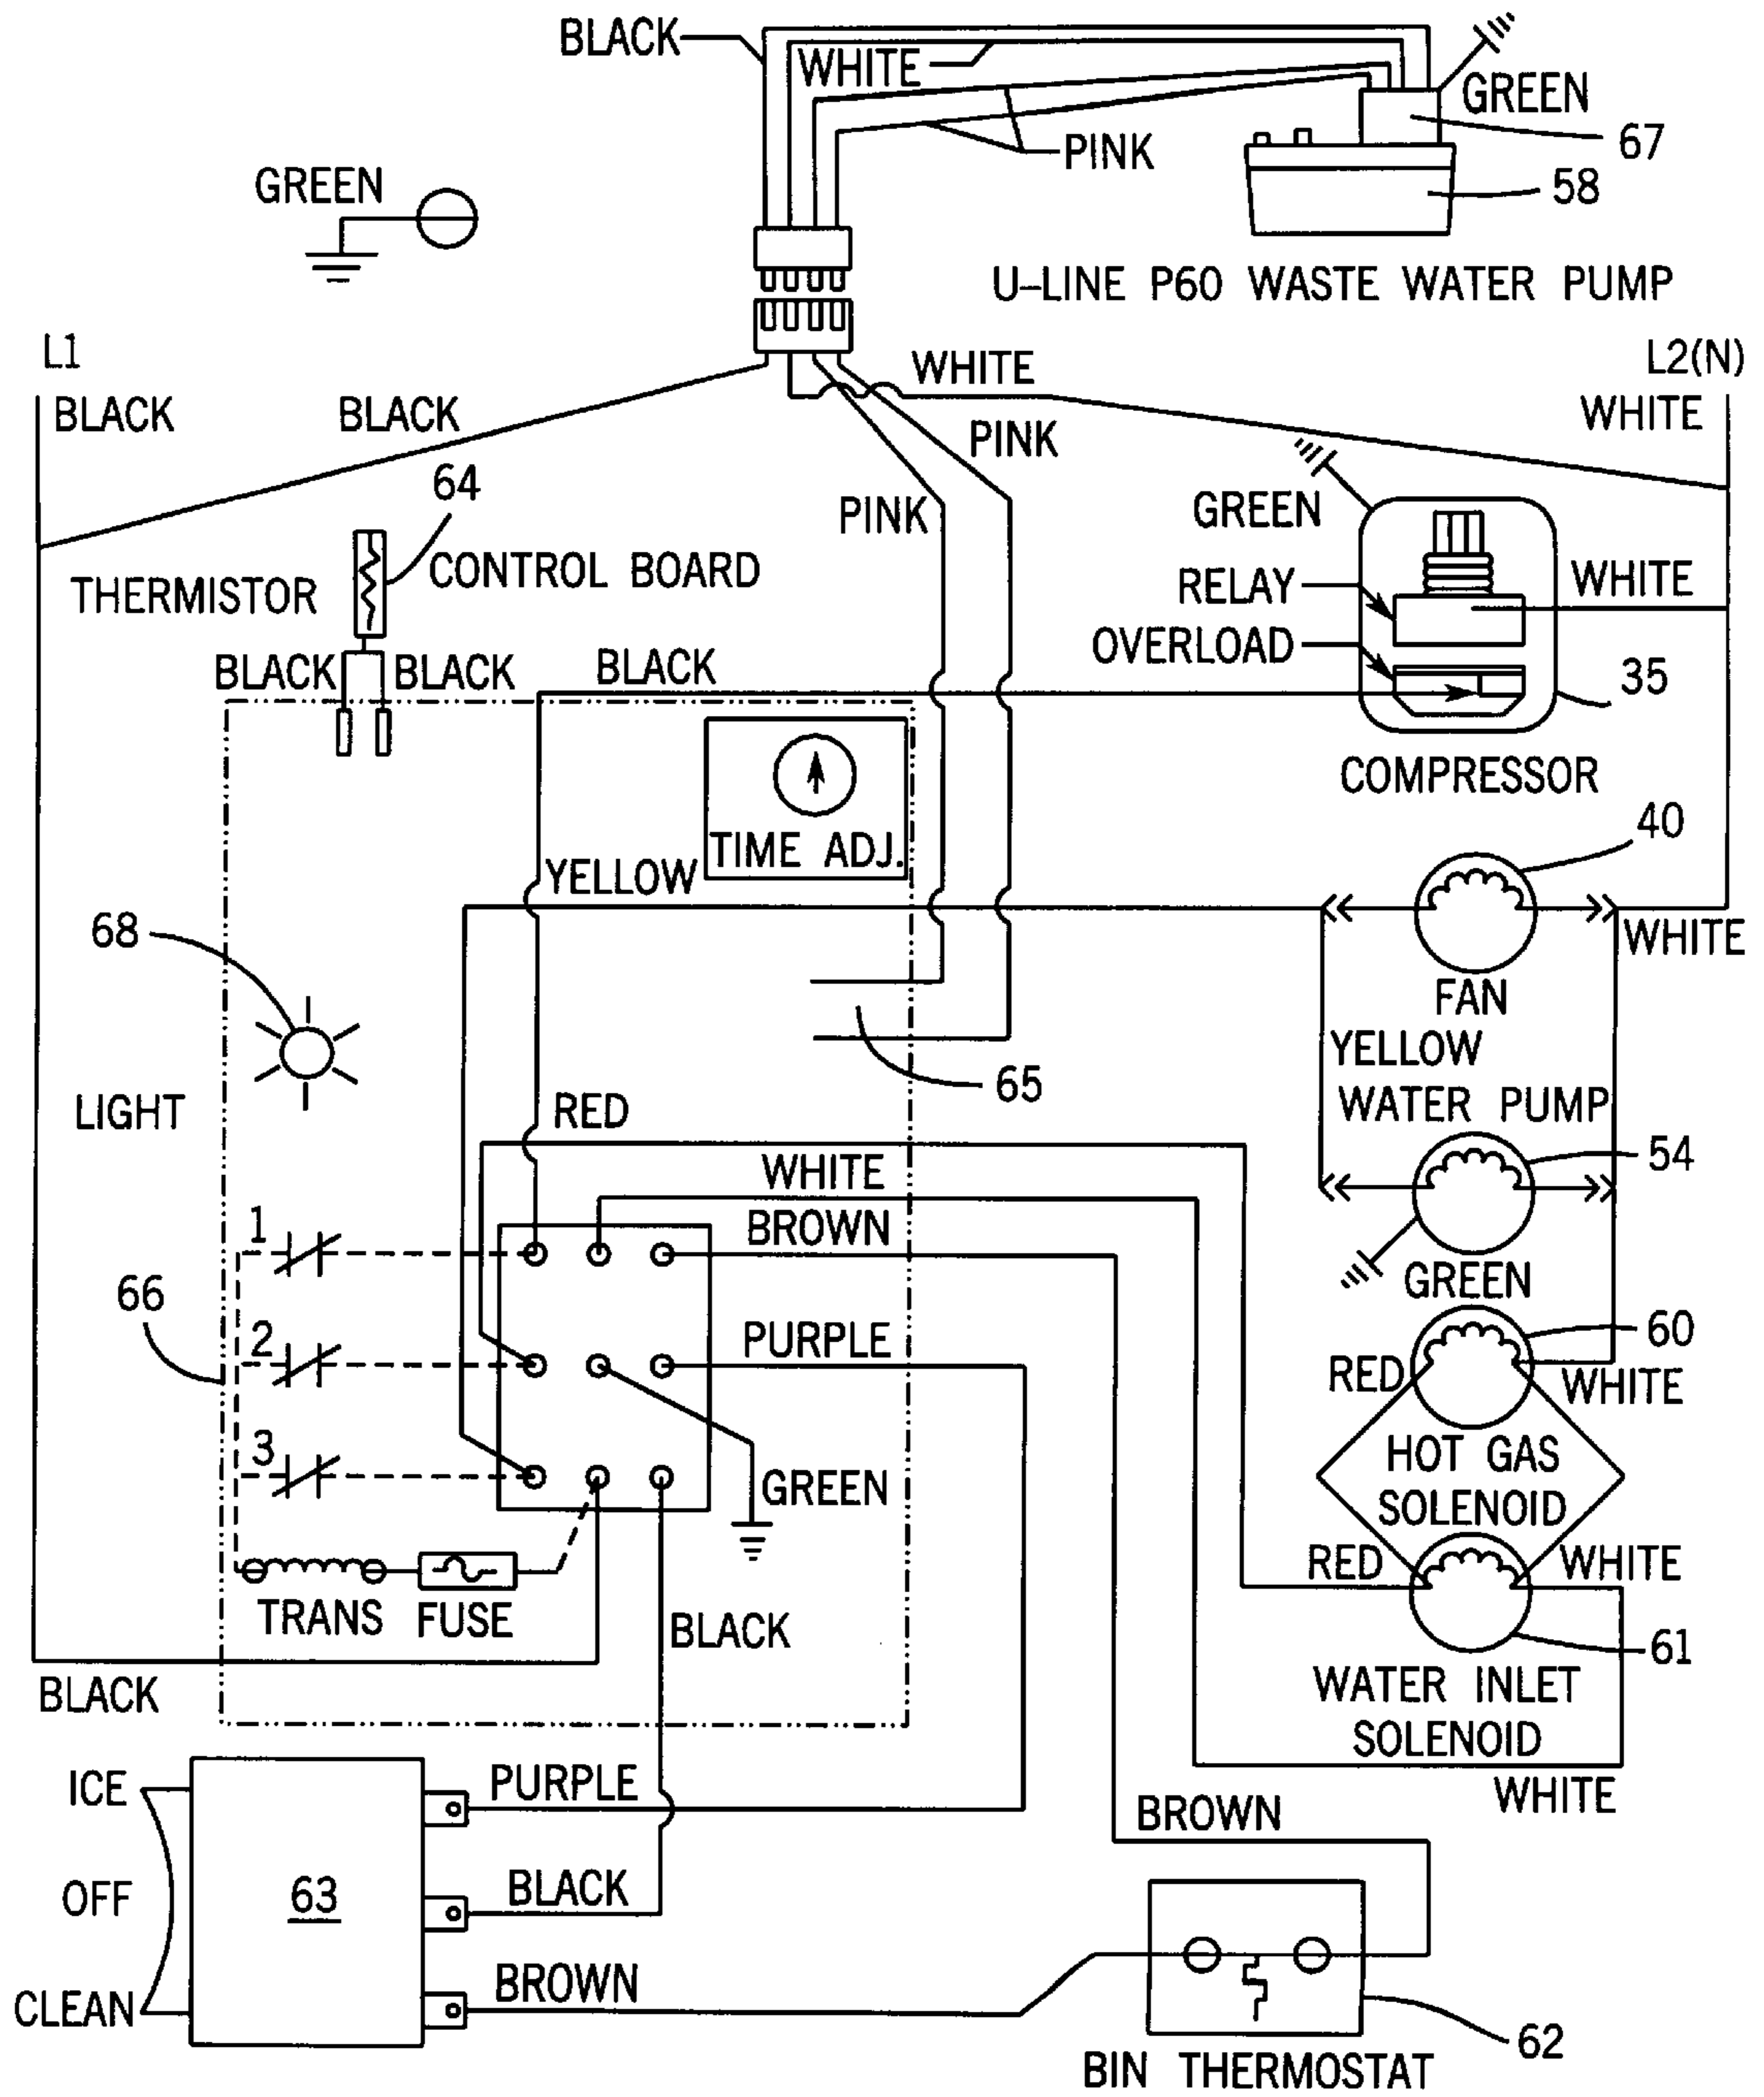 BLACK
WHITE
GREEN
67
PINK
58
GREEN
U-LINE P60 WASTE WATER PUMP
L1
L2(N)
WHITE
BLACK
BLACK
WHITE
PINK
64
PINK
GREEN
CONTROL BOARD
THERMISTOR
RELAY
WHITE
OVERLOAD
BLACK
BLACK
BLACK
35
COMPRESSOR
40
TIME ADJ.
YELLOW
68
WHITE
FAN
YELLOW
65
LIGHT
RED
WATER PUMP
54
WHITE
1
BROWN
66
GREEN
2
PURPLE
60
RED
WHITE
3
HOT GAS
SOLENOID
GREEN
RED
WHITE
TRANS
FUSE
BLACK
61
BLACK
WATER INLET
SOLENOID
ICE
PURPLE
WHITE
BROWN
OFF
63
BLACK
BROWN
CLEAN
62
BIN THERMOSTAT